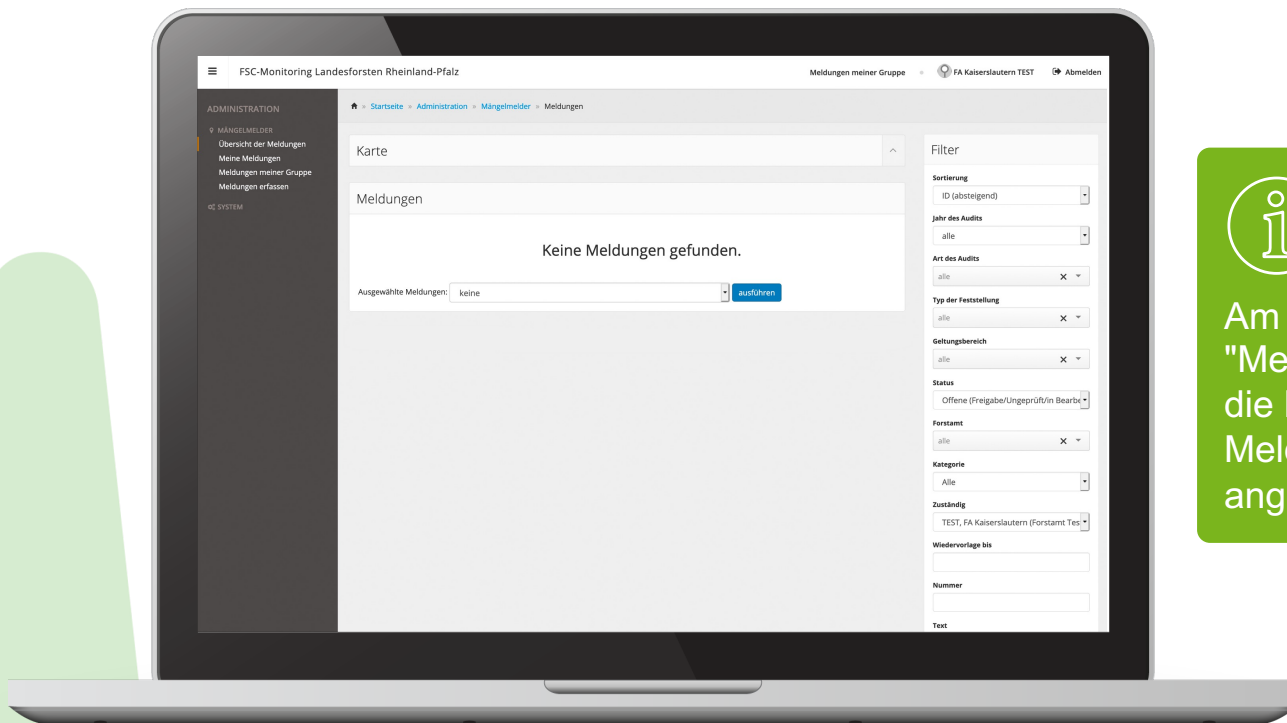 FSC-Monitoring Landesforsten Rheinland-Pfalz
Meldungen meiner Gruppe
FA Kaiserslautern TEST
Abmelden
ADMINISTRATION
MÄNGELMELDER
Übersicht der Meldungen
Meine Meldungen
Meldungen meiner Gruppe
Meldungen erfassen
SYSTEM
Startseite » Administration » Mängelmelder » Meldungen
Karte
Meldungen
Keine Meldungen gefunden.
Ausgewählte Meldungen: keine ausführen
Filter
Sortierung
ID (absteigend)
Jahr des Audits
alle
Art des Audits
alle
Typ der Feststellung
alle
Geltungsbereich
alle
Status
Offene (Freigabe/Ungeprüft/in Bearbe
Forstamt
alle
Kategorie
Alle
Zuständig
TEST, FA Kaiserslautern (Forstamt Tes
Wiedervorlage bis
Nummer
Text
Am
"Me
die
Meld
ang